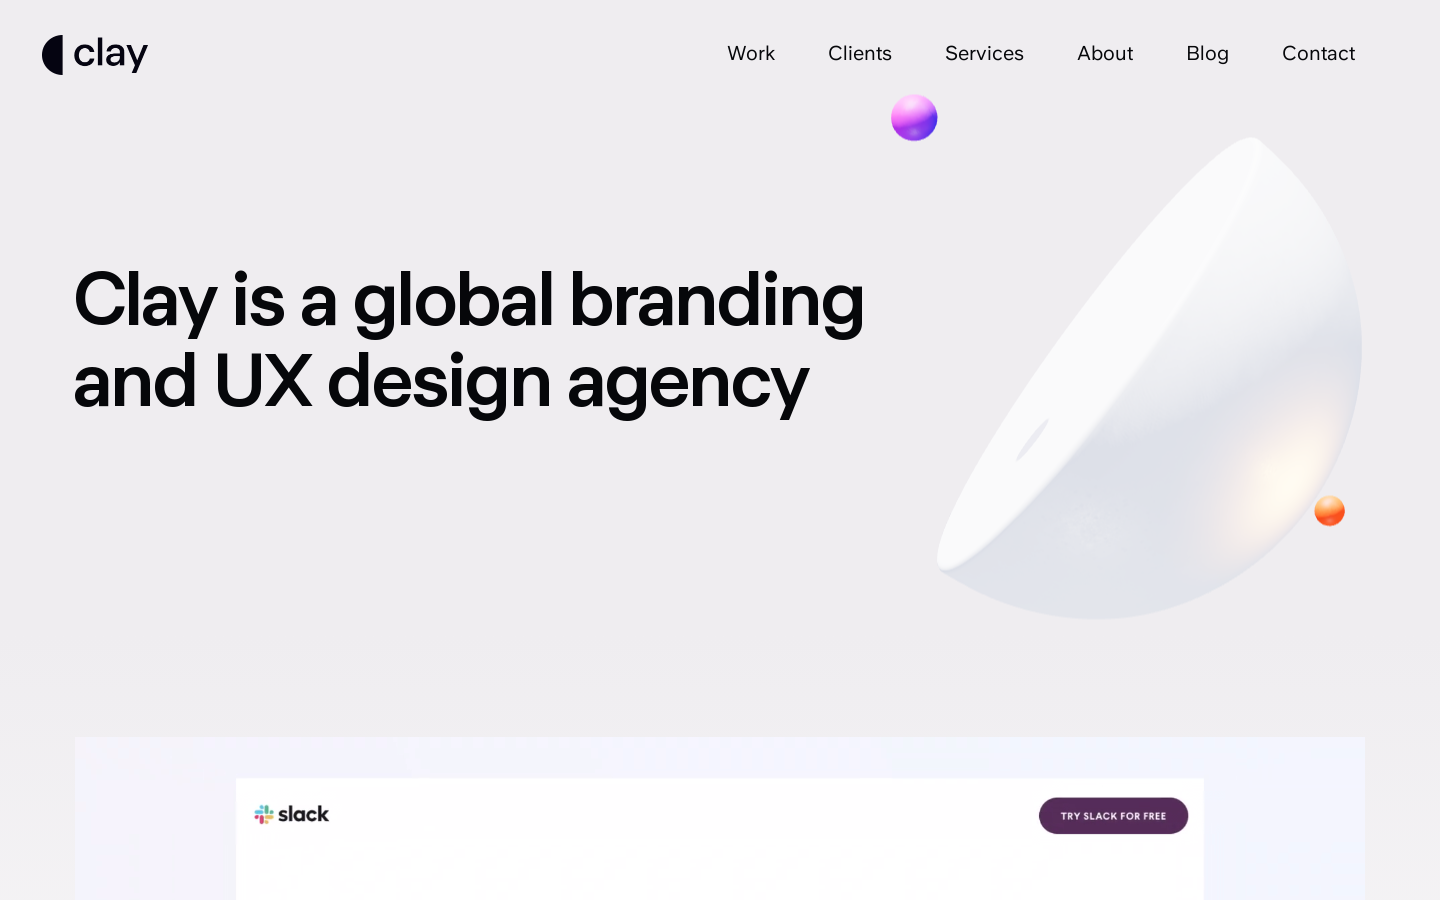 clay
Work
Clients
Services
About
Blog
Contact
Clay is a global branding
and UX design agency
slack
TRY SLACK FOR FREE